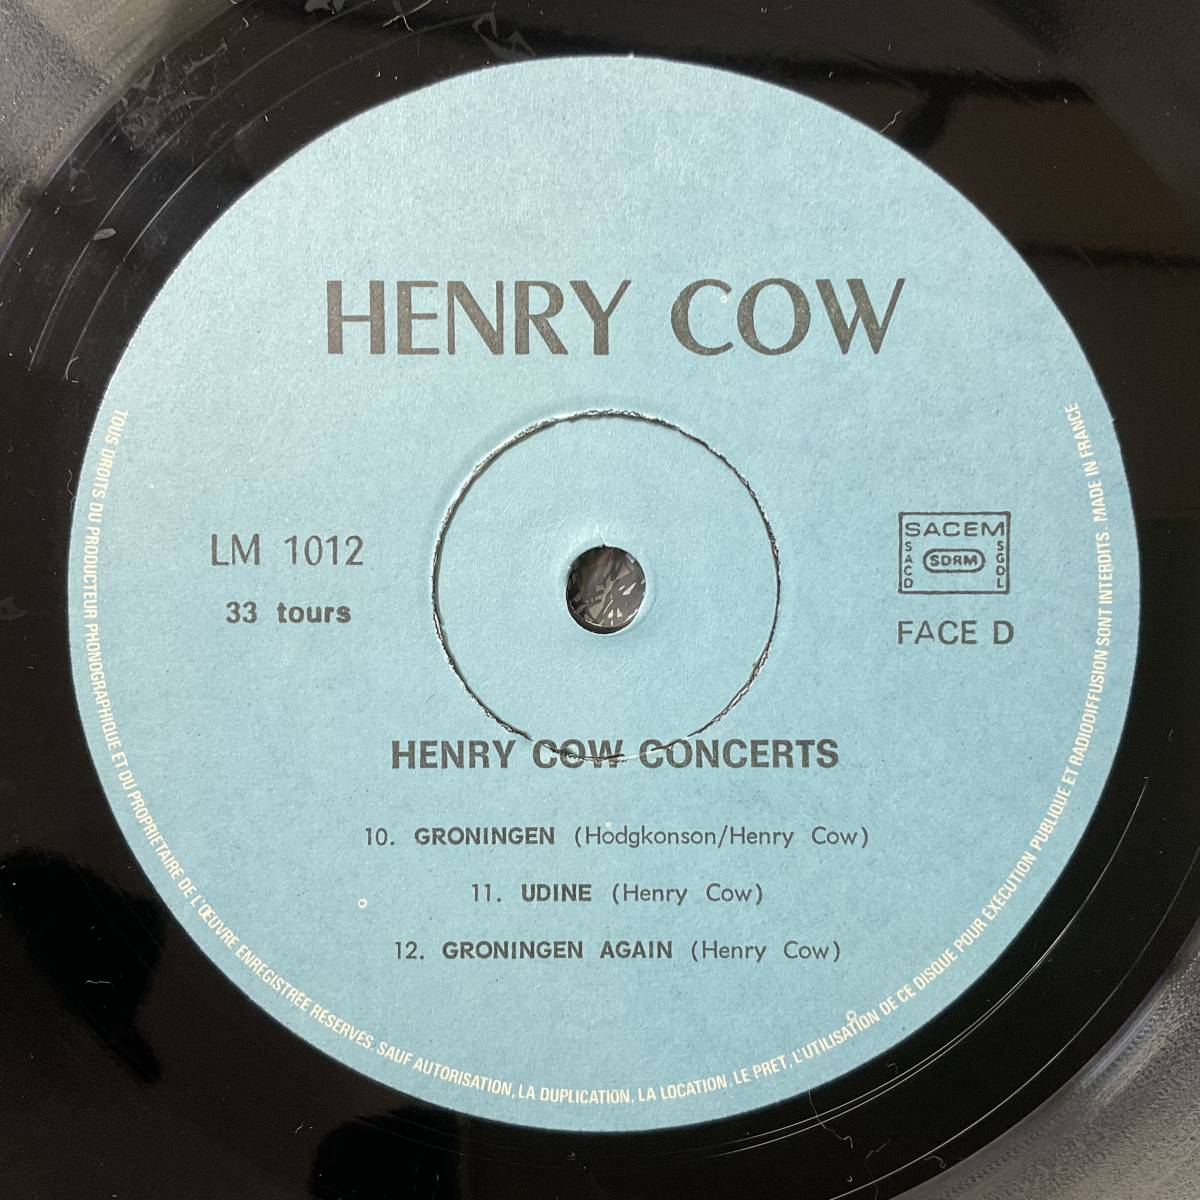 HENRY COW
LM 1012
33 tours
SACEM
SACD
SDRM
SGDL
FACE D
HENRY COW CONCERTS
10. GRONINGEN (Hodgkonson/Henry Cow)
11. UDINE (Henry Cow)
12. GRONINGEN AGAIN (Henry Cow)
TOUS DROITS DU PRODUCTEUR PHONOGRAPHIQUE ET DU PROPRIETAIRE DE L'ŒUVRE ENREGISTRÉE RESERVÉS. SAUF AUTORISATION, LA DUPLICATION, LA LOCATION, LE PRET, L'UTILISATION DE CE DISQUE POUR EXECUTION PUBLIQUE ET RADIODIFFUSION SONT INTERDITS. MADE IN FRANCE